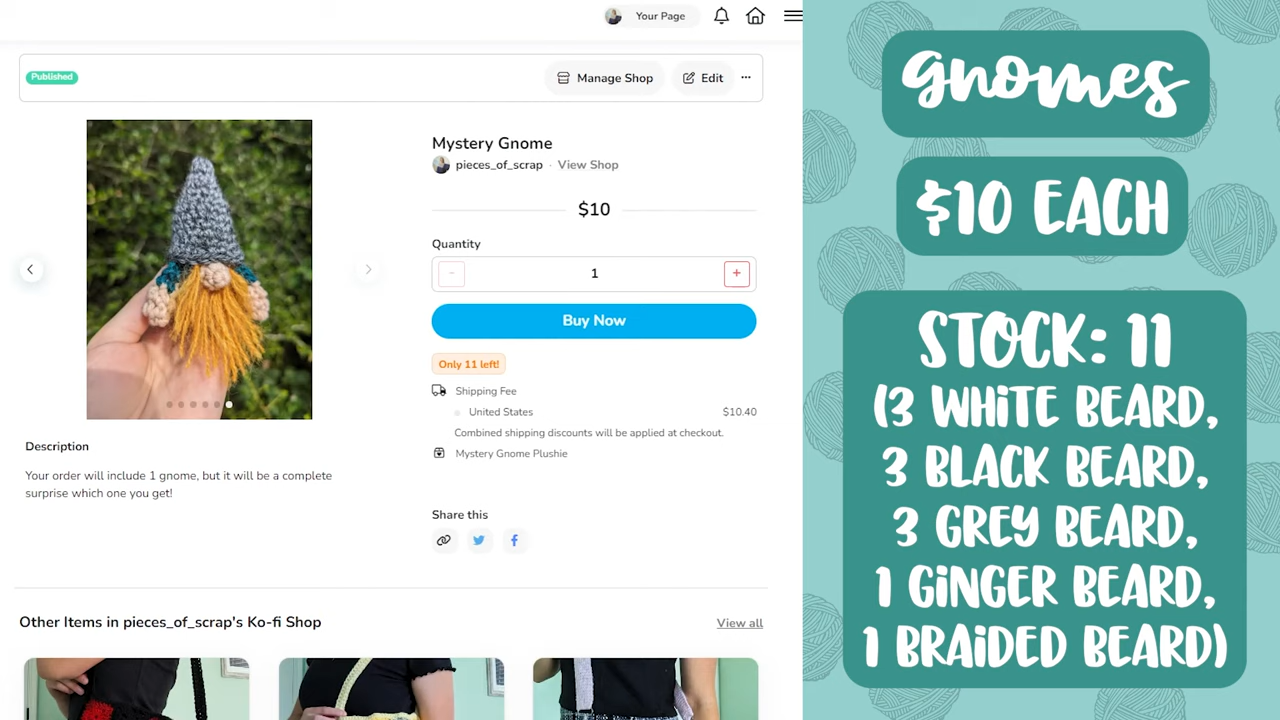 Your Page
Published
Manage Shop
Edit
Mystery Gnome
pieces_of_scrap · View Shop
$10
Quantity
- 1 +
Buy Now
Only 11 left!
Shipping Fee
United States $10.40
Combined shipping discounts will be applied at checkout.
Mystery Gnome Plushie
Description
Your order will include 1 gnome, but it will be a complete
surprise which one you get!
Share this
Other Items in pieces_of_scrap's Ko-fi Shop
View all
gnomes
$10 EACH
STOCK: 11
(3 WHiTE BEARD,
3 BLACK BEARD,
3 GREY BEARD,
1 GiNGER BEARD,
1 BRAiDED BEARD)